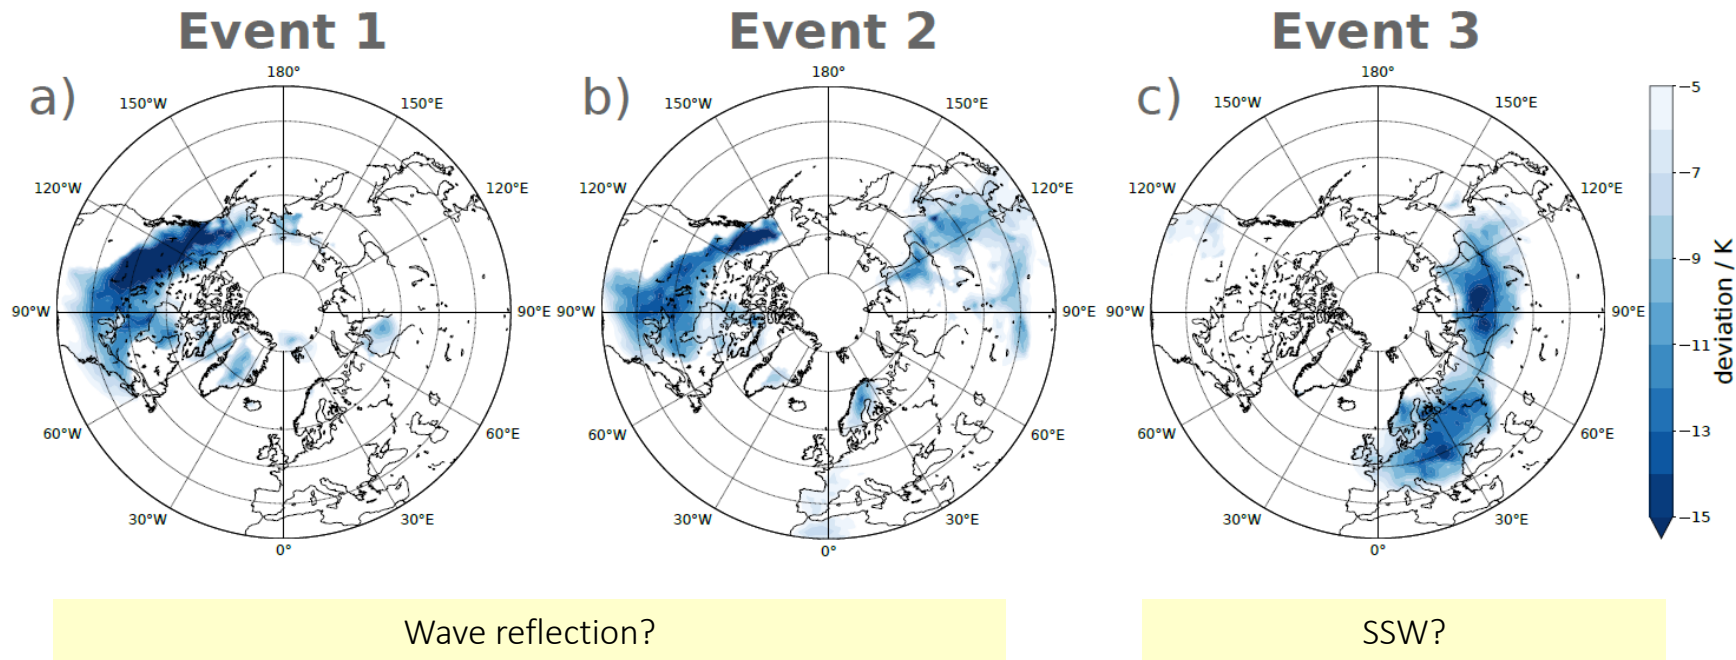 Event 1
Event 2
Event 3
a)
b)
c)
180°
150°W
150°E
120°W
120°E
90°W
90°E
60°W
60°E
30°W
30°E
0°
180°
150°W
150°E
120°W
120°E
90°W
90°E
60°W
60°E
30°W
30°E
0°
180°
150°W
150°E
120°W
120°E
90°W
90°E
60°W
60°E
30°W
30°E
0°
−5
−7
−9
−11
−13
−15
deviation / K
Wave reflection?
SSW?